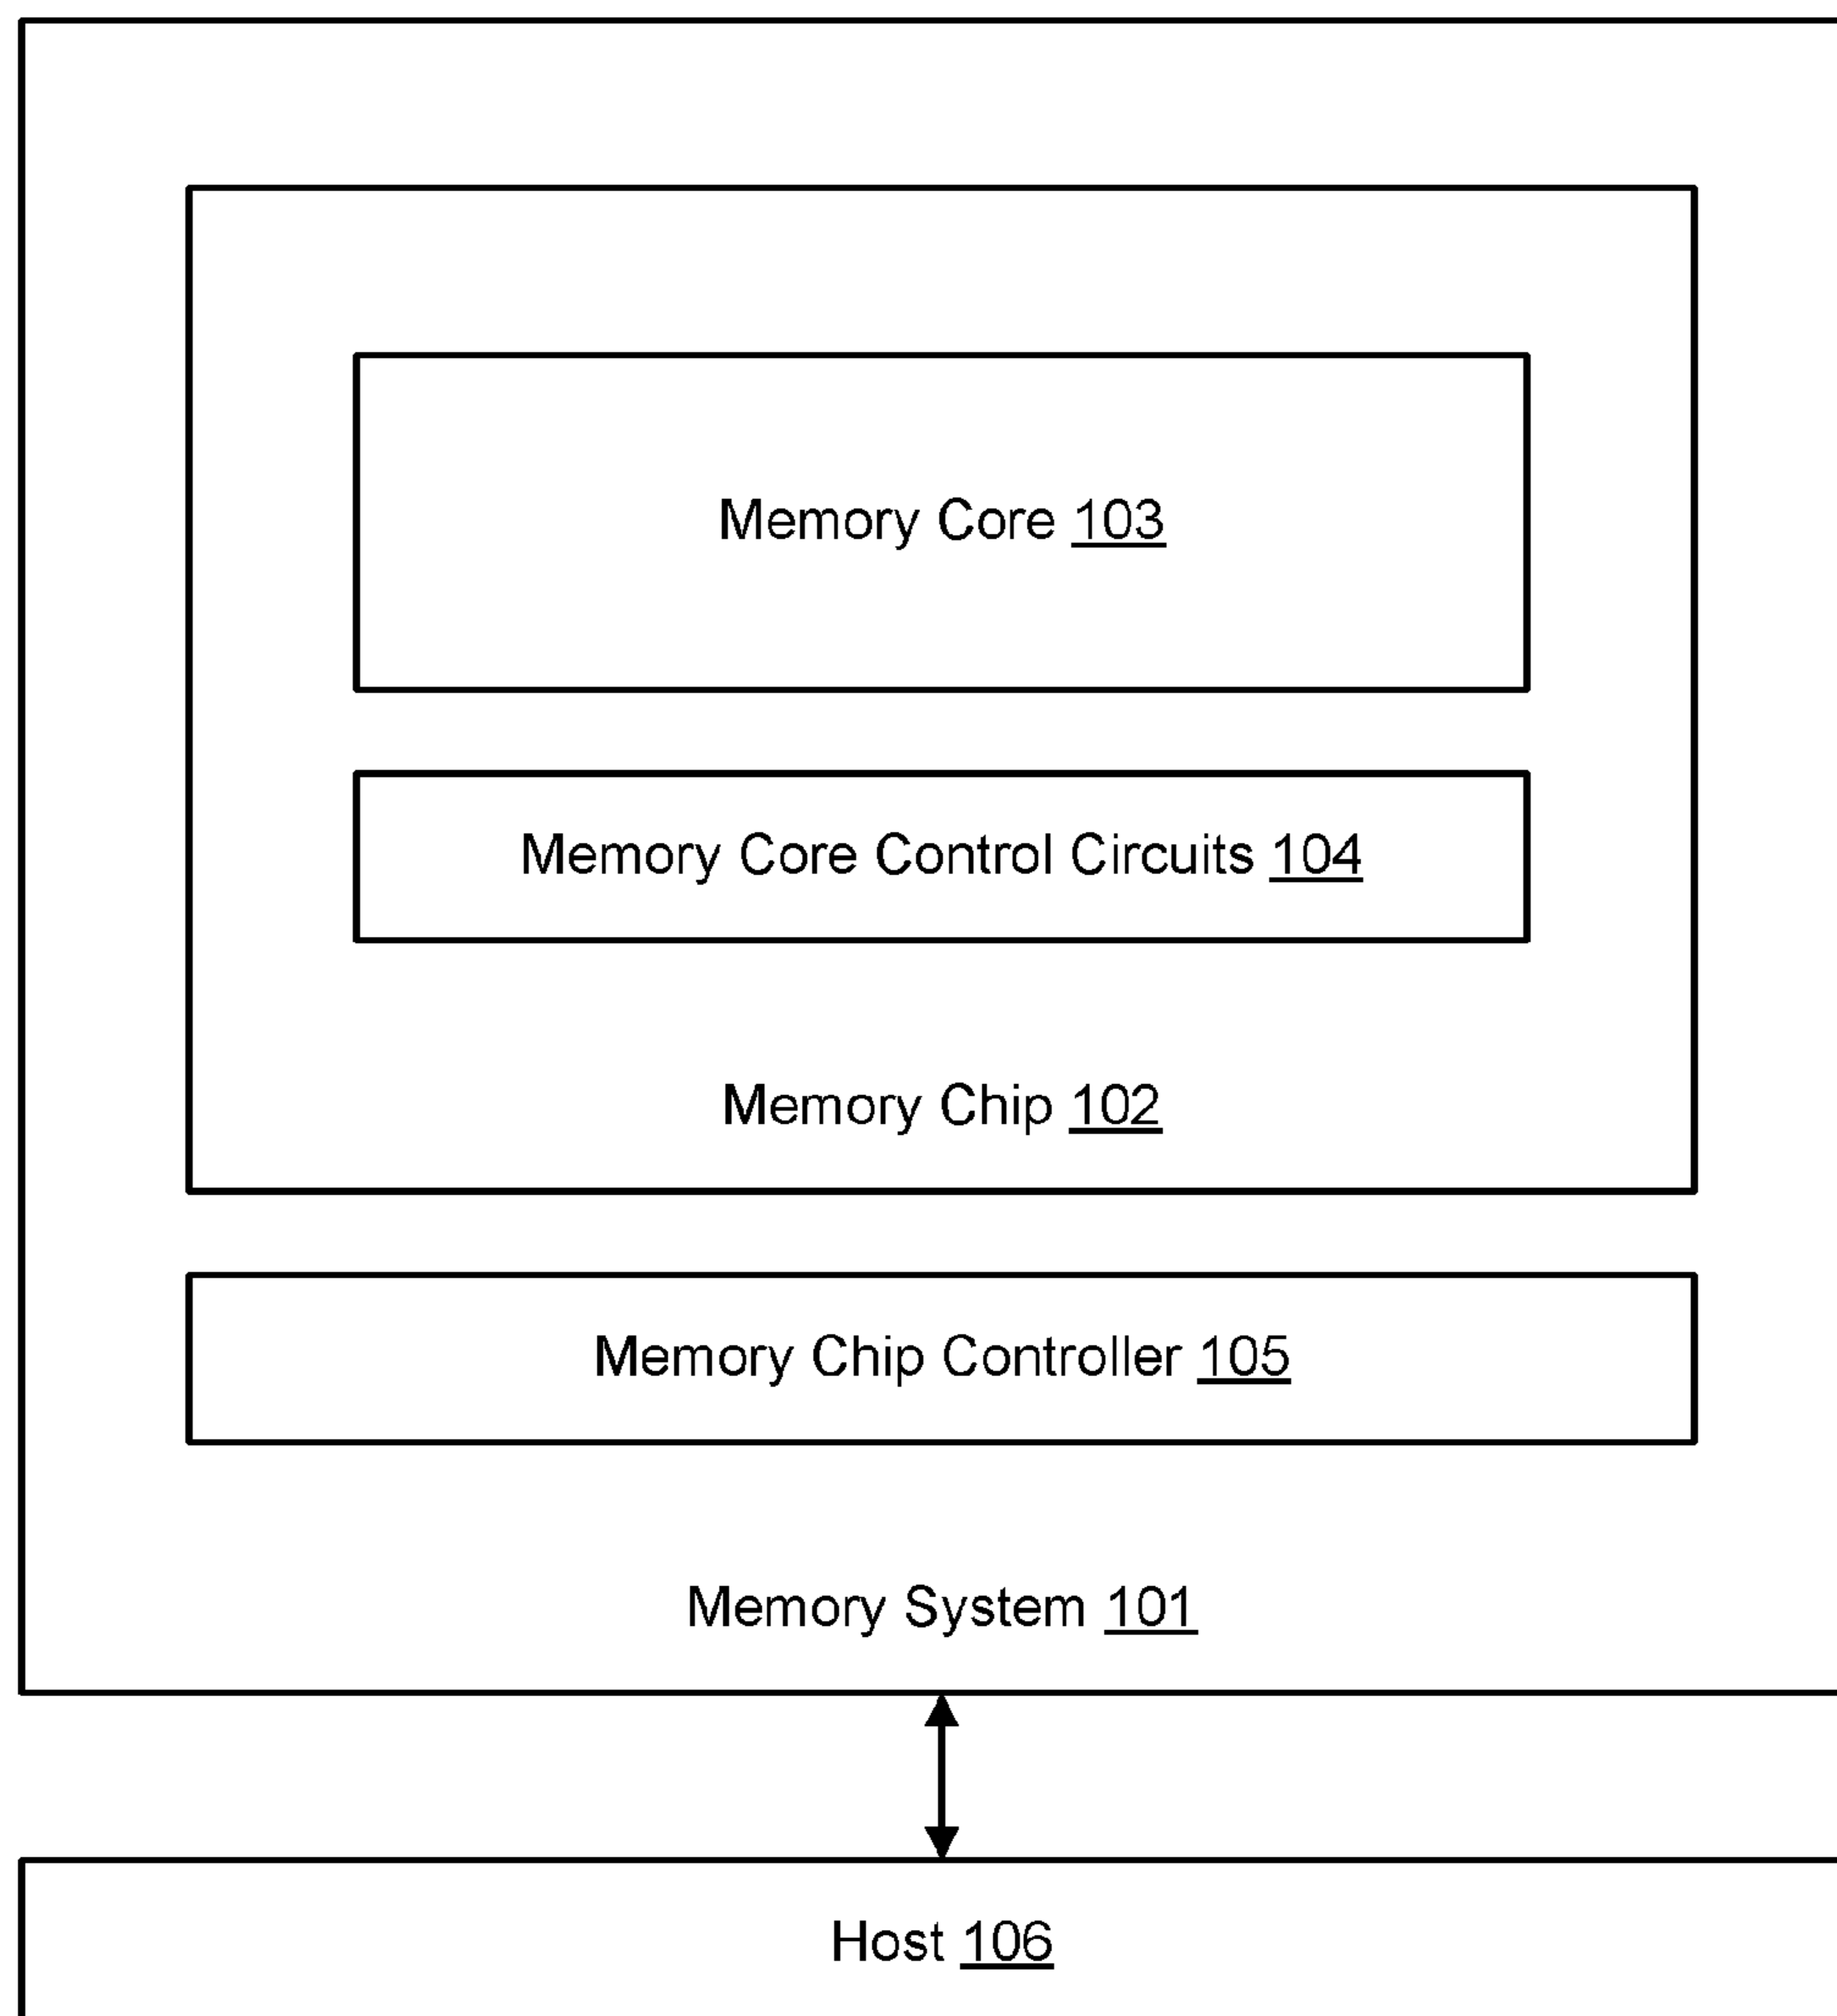 Memory Core 103
Memory Core Control Circuits 104
Memory Chip 102
Memory Chip Controller 105
Memory System 101
Host 106